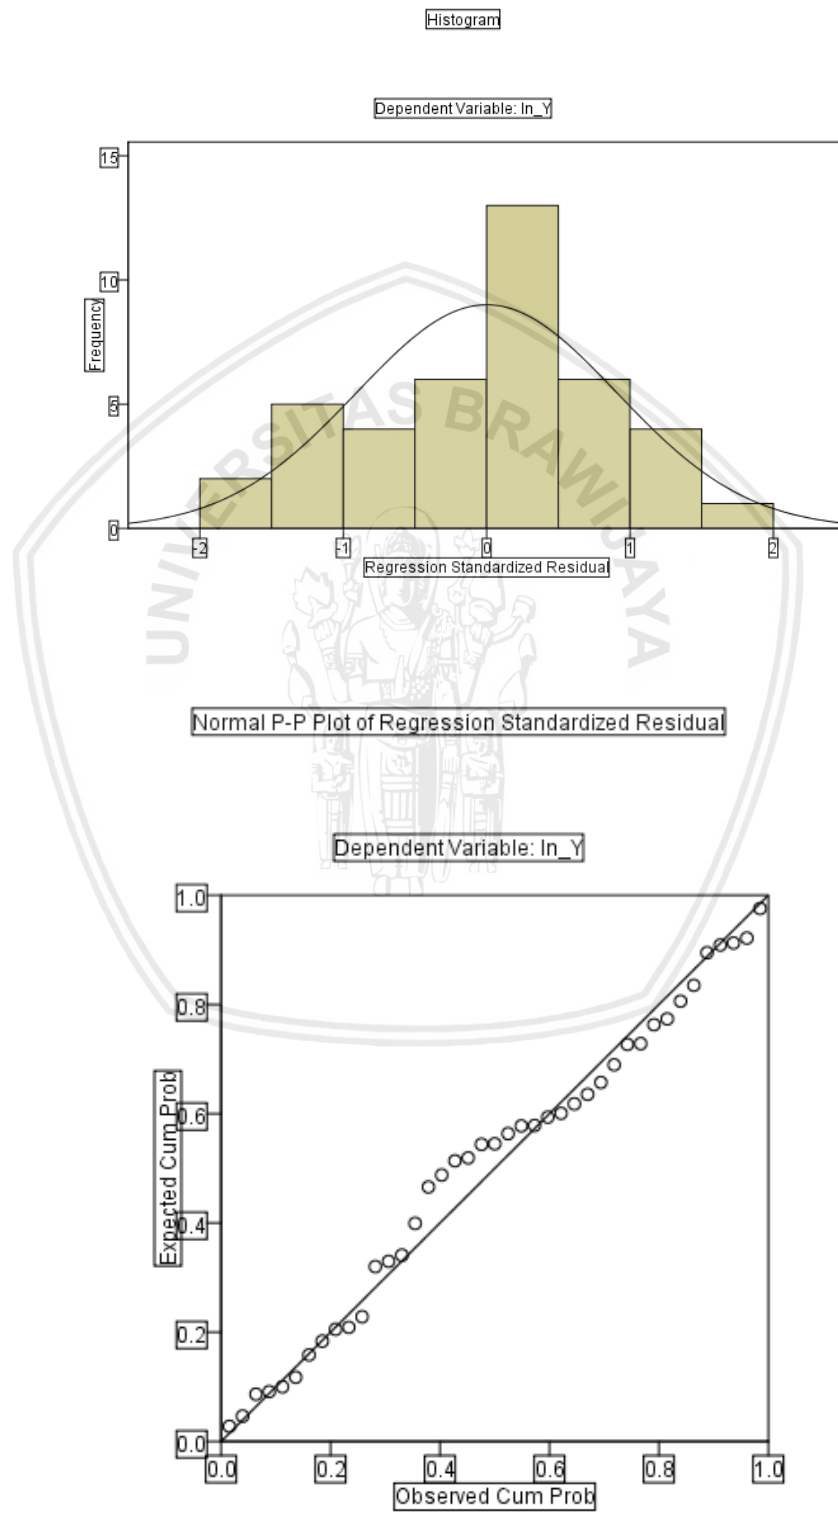 Histogram
Dependent Variable: ln_Y
15
10
5
0
Frequency
-2
-1
0
1
2
Regression Standardized Residual
UNIVERSITAS BRAWIJAYA
Normal P-P Plot of Regression Standardized Residual
Dependent Variable: ln_Y
1.0
0.8
0.6
0.4
0.2
0.0
Expected Cum Prob
0.0
0.2
0.4
0.6
0.8
1.0
Observed Cum Prob